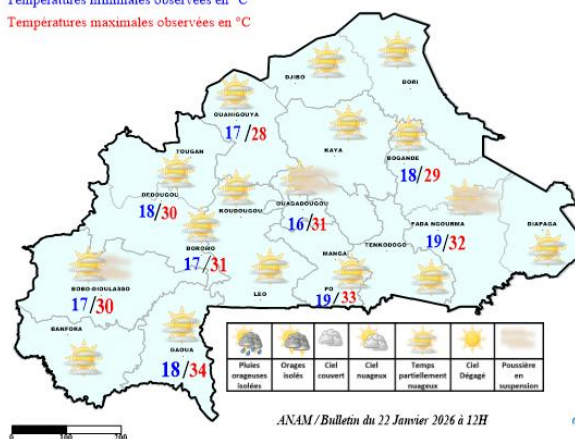 Températures minimales observées en °C
Températures maximales observées en °C
DJIBO
DORI
OUAHIGOUYA
17/28
TOUGAN
KAYA
BOGANDE
18/29
DEDOUGOU
18/30
KOUDOUGOU
OUAGADOUGOU
16/31
FADA NGOURMA
19/32
DIAPAGA
BOROMO
17/31
MANGA
TENKODOGO
BOBO-DIOULASSO
17/30
LEO
PO
19/33
BANFORA
GAOUA
18/34
Pluies orageuses isolées
Orages isolés
Ciel couvert
Ciel nuageux
Temps partiellement nuageux
Ciel Dégagé
Poussière en suspension
ANAM / Bulletin du 22 Janvier 2026 à 12H
0 100 200